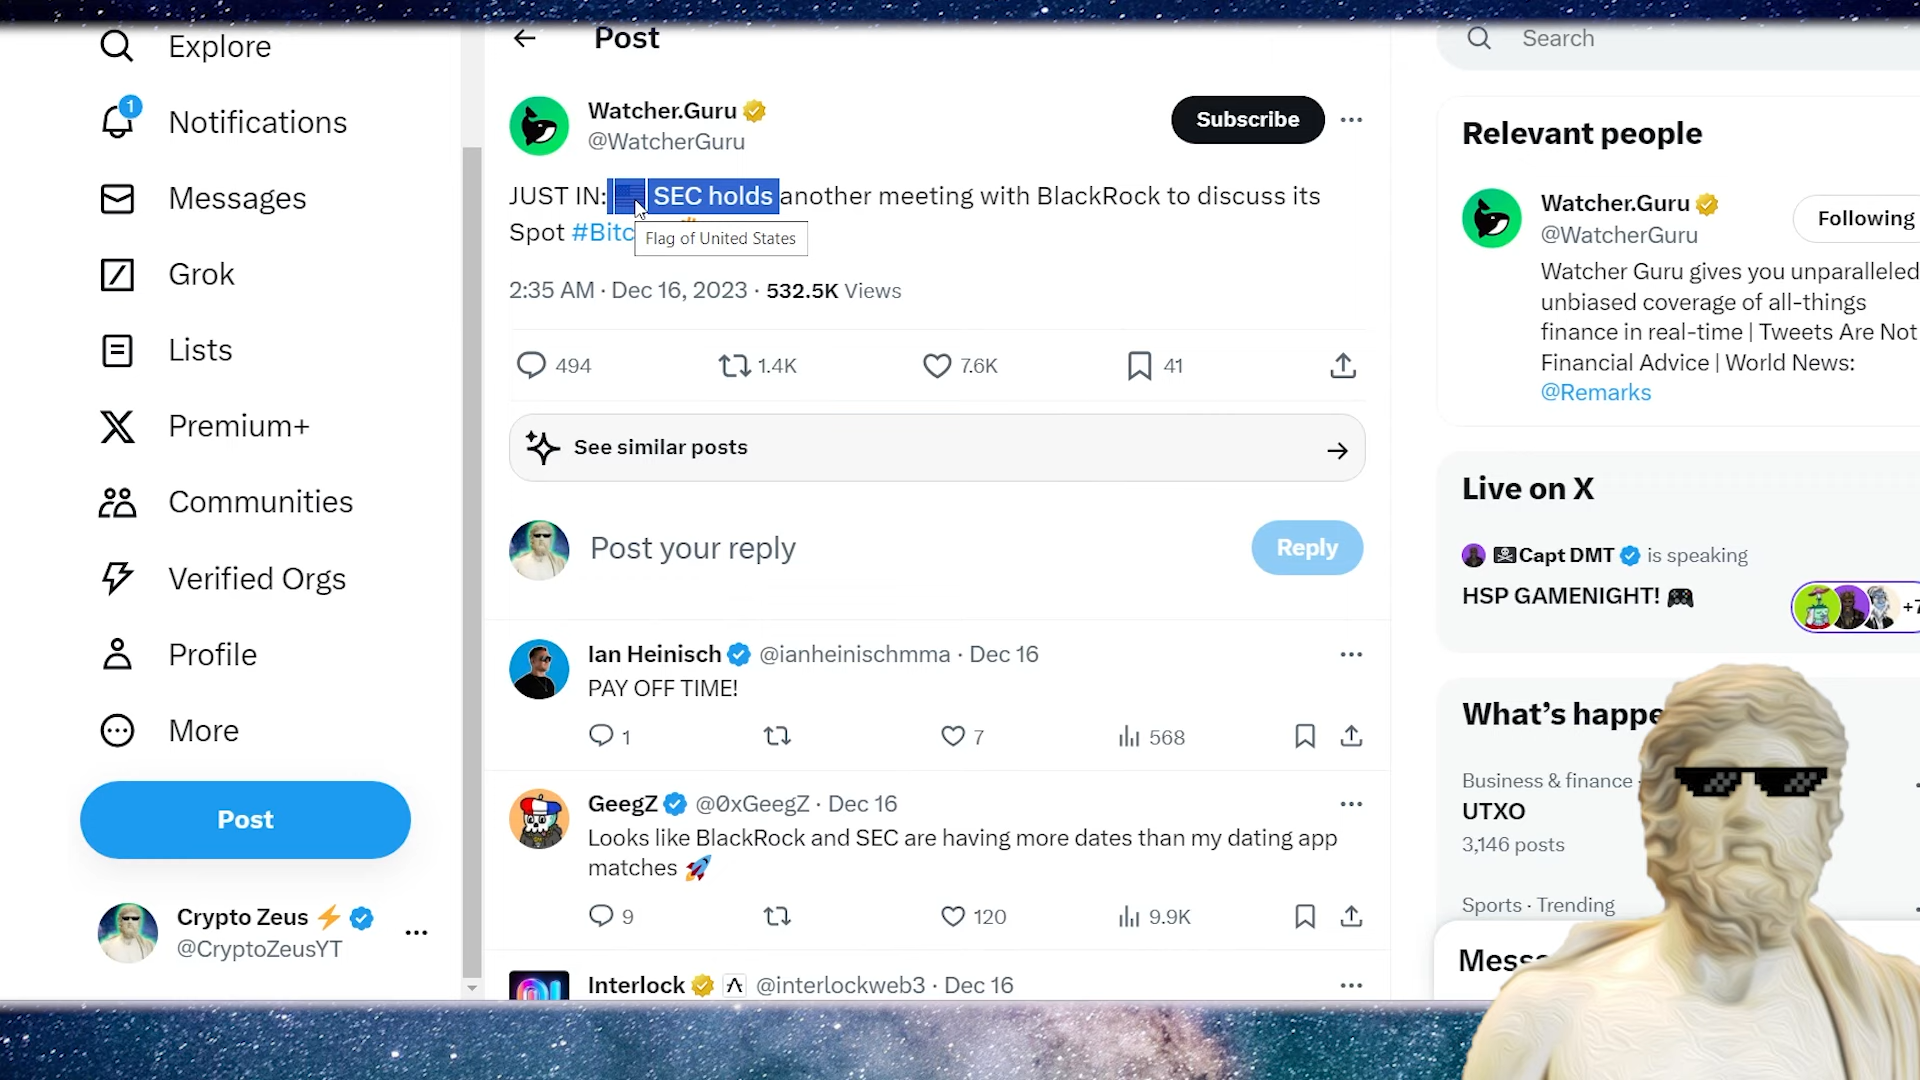 Explore
1
Notifications
Messages
Grok
Lists
Premium+
Communities
Verified Orgs
Profile
More
Post
Crypto Zeus ⚡
@CryptoZeusYT
Post
Watcher.Guru
@WatcherGuru
Subscribe
JUST IN: 🇺🇸 SEC holds another meeting with BlackRock to discuss its
Spot #Bitc
Flag of United States
2:35 AM · Dec 16, 2023 · 532.5K Views
494 1.4K 7.6K 41
See similar posts
Post your reply
Reply
Ian Heinisch @ianheinischmma · Dec 16
PAY OFF TIME!
1 7 568
GeegZ @0xGeegZ · Dec 16
Looks like BlackRock and SEC are having more dates than my dating app
matches 🚀
9 120 9.9K
Interlock @interlockweb3 · Dec 16
Search
Relevant people
Watcher.Guru
@WatcherGuru
Following
Watcher Guru gives you unparalleled
unbiased coverage of all-things
finance in real-time | Tweets Are Not
Financial Advice | World News:
@Remarks
Live on X
Capt DMT is speaking
HSP GAMENIGHT! 🎮
+7
What's happe
Business & finance ·
UTXO
3,146 posts
Sports · Trending
Mess